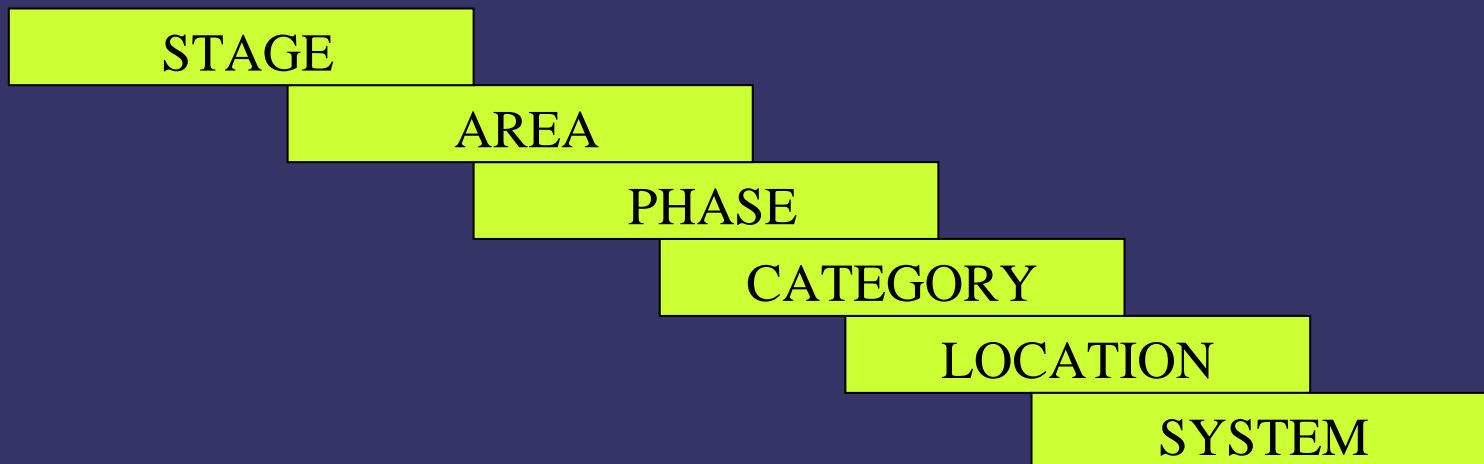 STAGE
AREA
PHASE
CATEGORY
LOCATION
SYSTEM